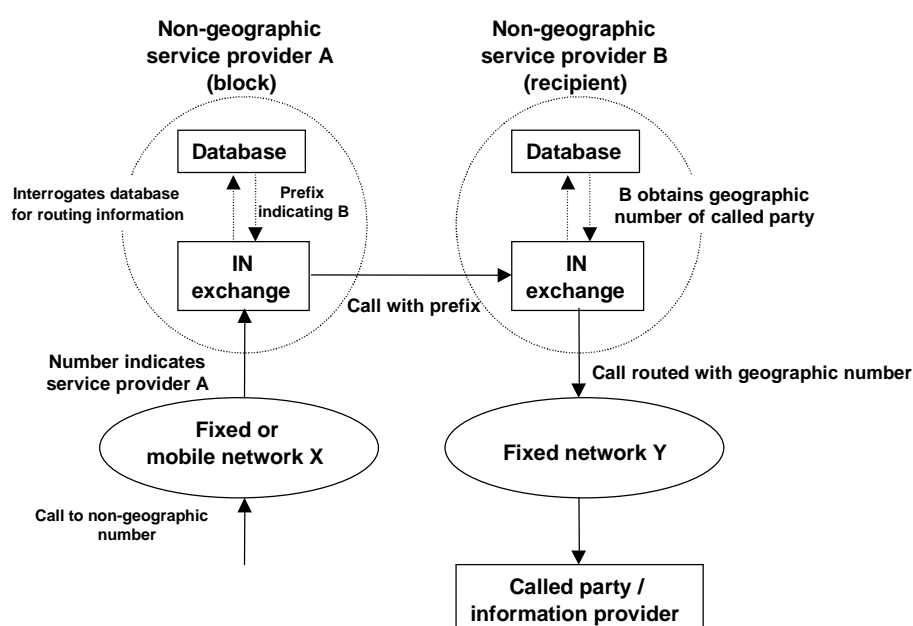 Non-geographic
service provider A
(block)
Non-geographic
service provider B
(recipient)
Database
Database
Interrogates database
for routing information
Prefix
indicating B
B obtains geographic
number of called party
IN
exchange
IN
exchange
Call with prefix
Number indicates
service provider A
Call routed with geographic number
Fixed or
mobile network X
Fixed network Y
Call to non-geographic
number
Called party /
information provider